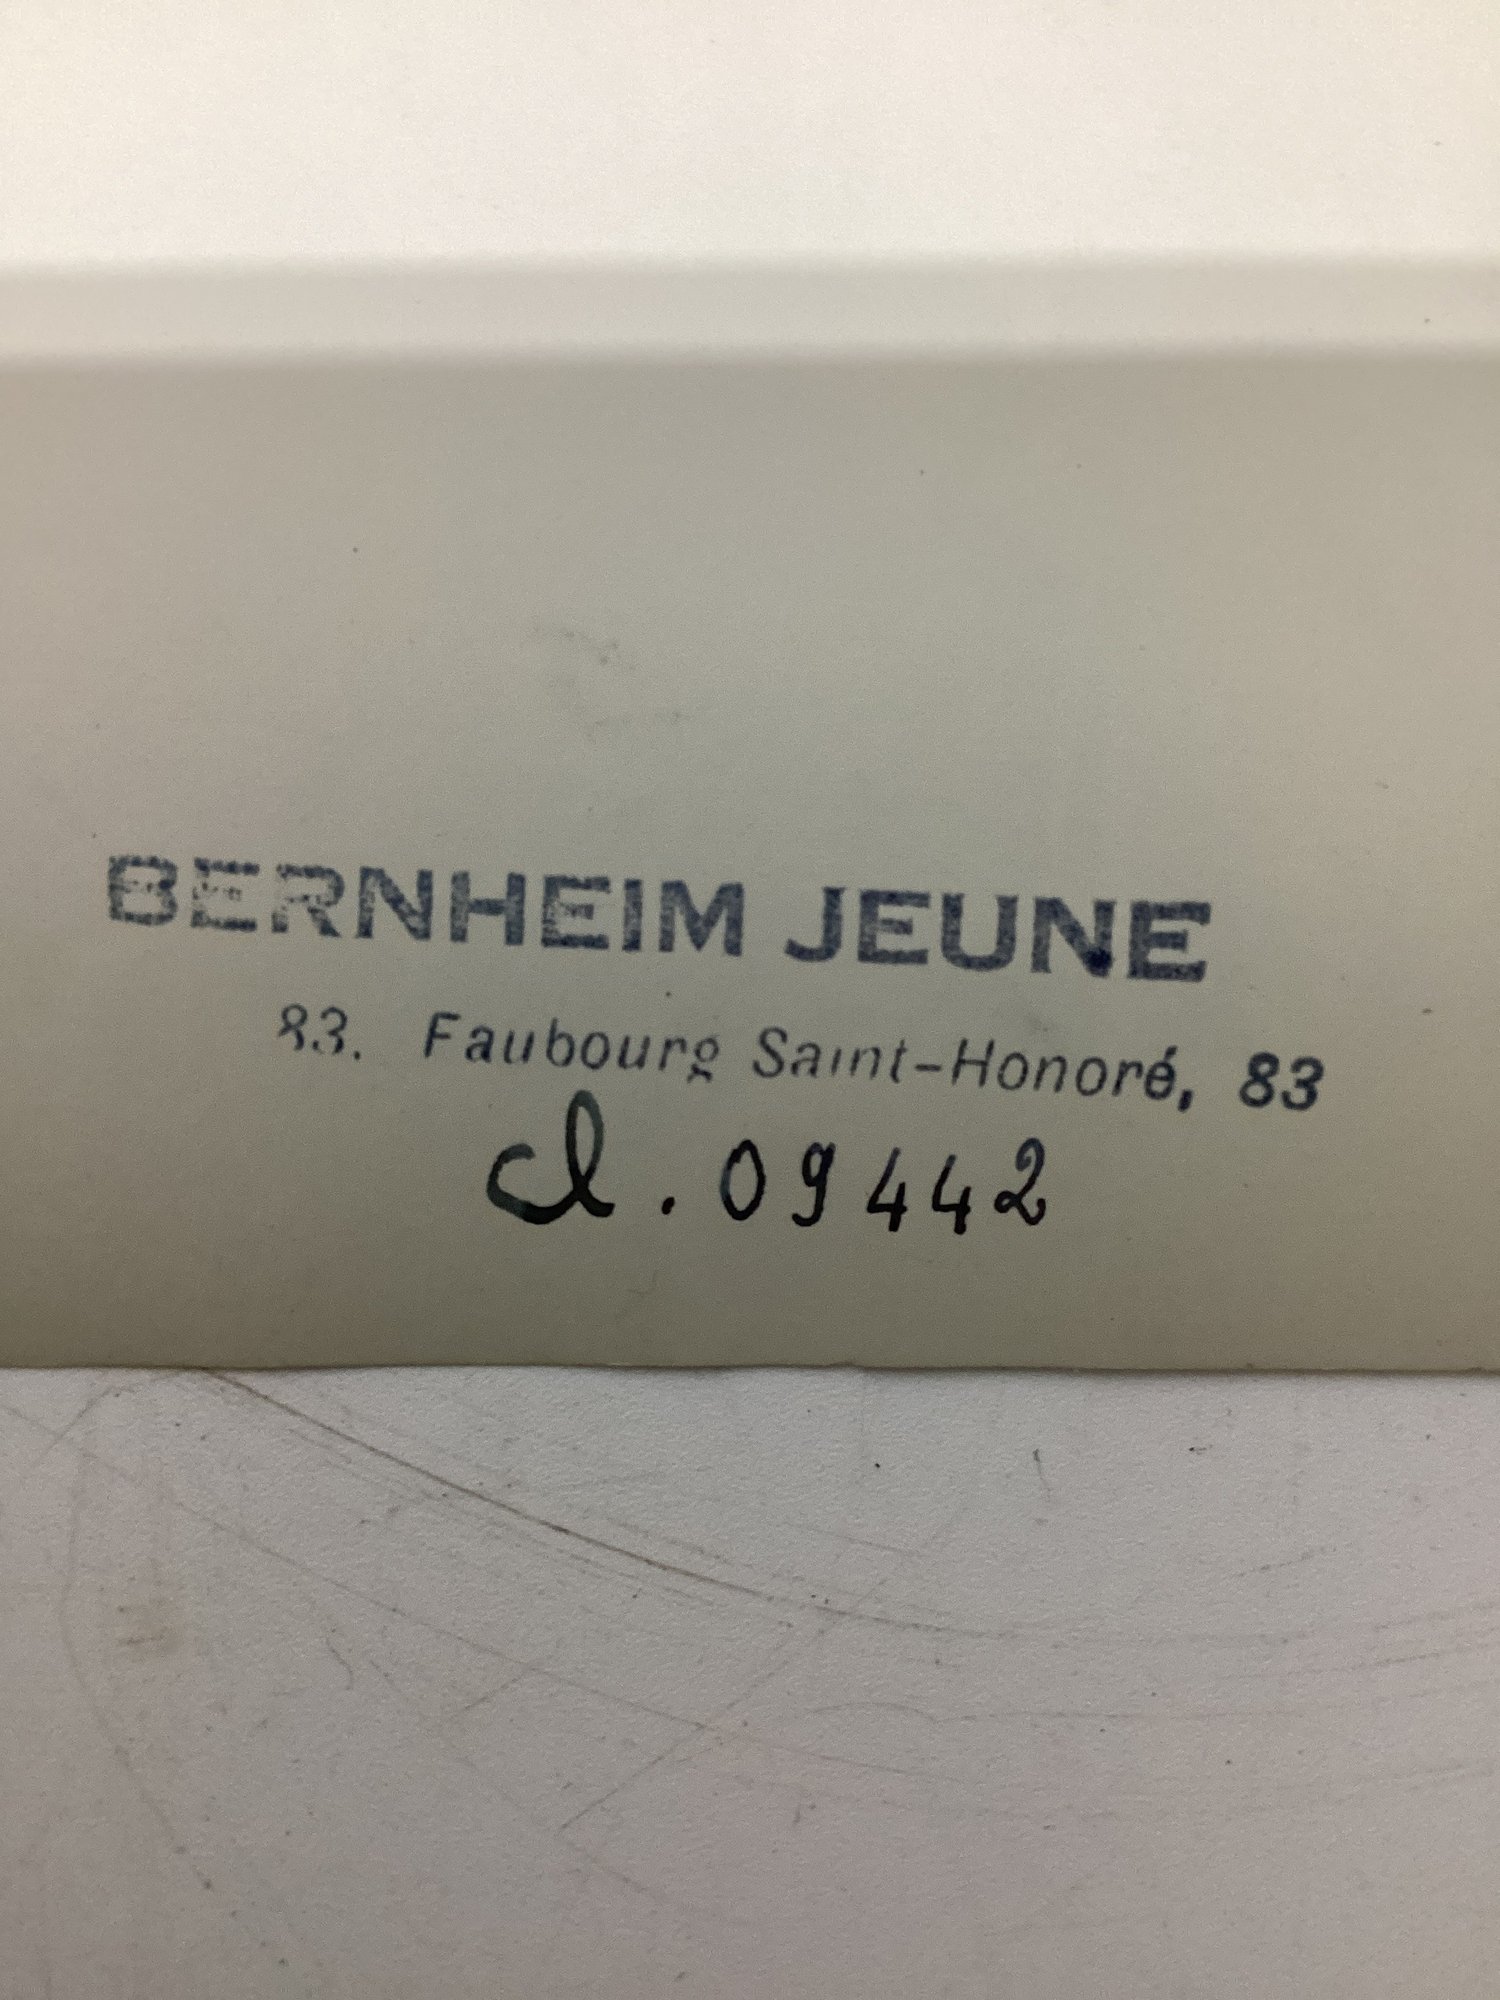 BERNHEIM JEUNE
83. Faubourg Saint-Honoré, 83
cl. 09442